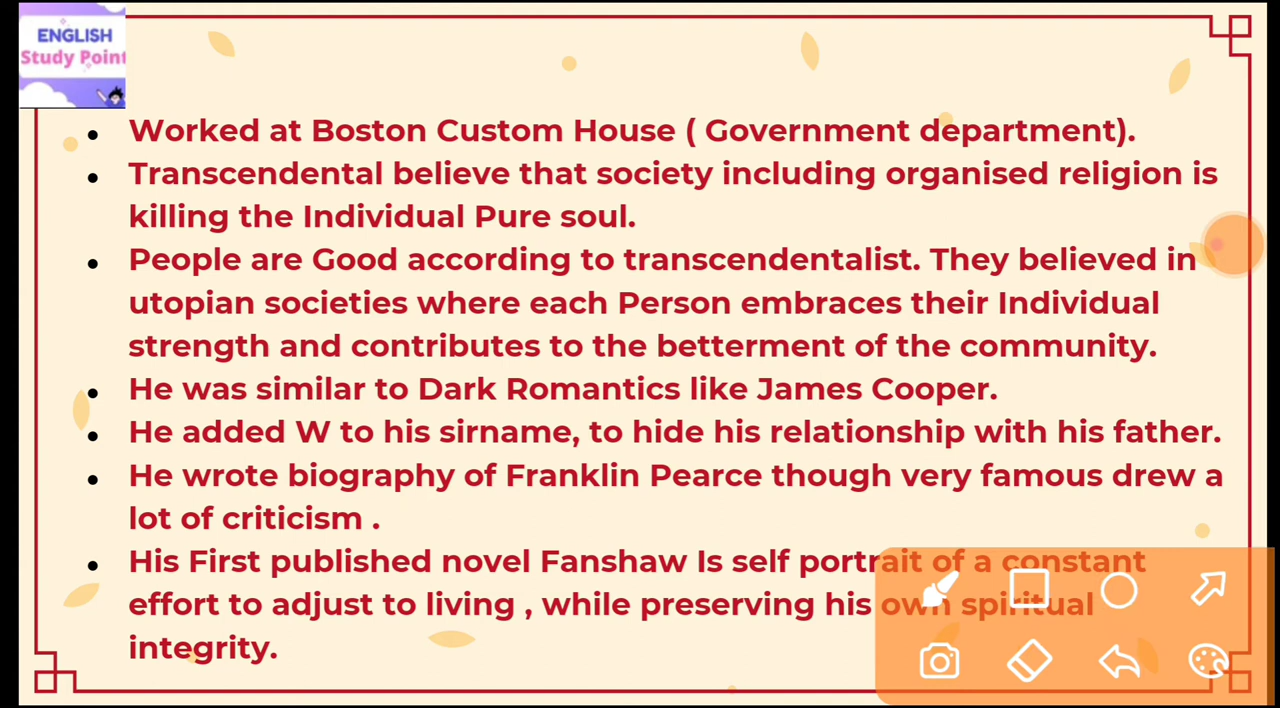 ENGLISH
Study Point
• Worked at Boston Custom House ( Government department).
• Transcendental believe that society including organised religion is
killing the Individual Pure soul.
• People are Good according to transcendentalist. They believed in
utopian societies where each Person embraces their Individual
strength and contributes to the betterment of the community.
• He was similar to Dark Romantics like James Cooper.
• He added W to his sirname, to hide his relationship with his father.
• He wrote biography of Franklin Pearce though very famous drew a
lot of criticism .
• His First published novel Fanshaw Is self portrait of a constant
effort to adjust to living , while preserving his own spiritual
integrity.